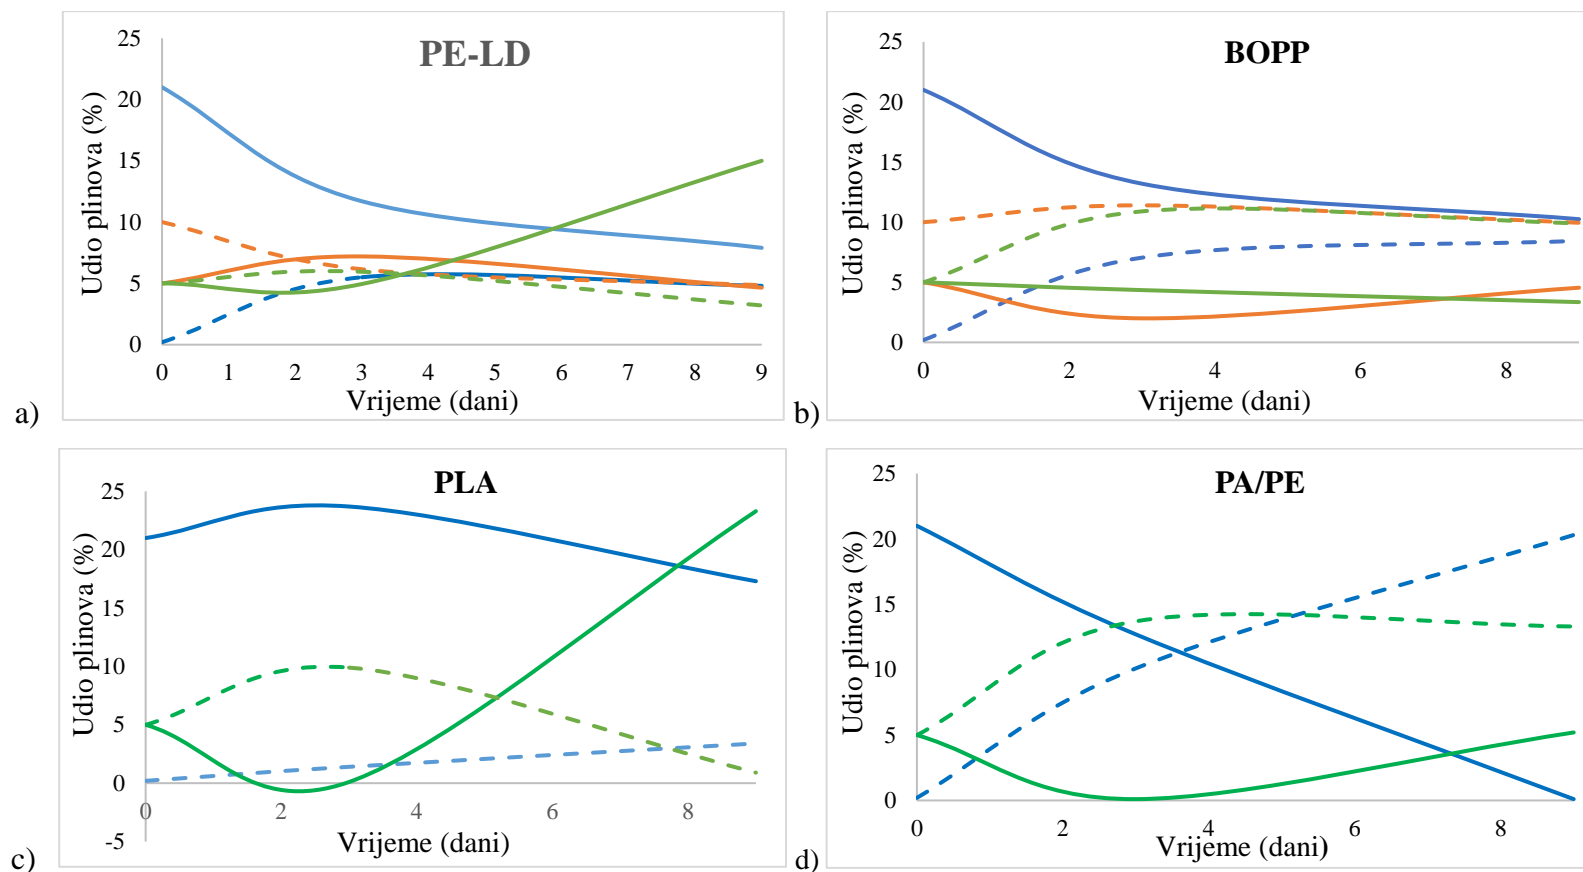 PE-LD
Udio plinova (%)
25
20
15
10
5
0
0 1 2 3 4 5 6 7 8 9
Vrijeme (dani)
a)
BOPP
Udio plinova (%)
25
20
15
10
5
0
0 2 4 6 8
Vrijeme (dani)
b)
PLA
Udio plinova (%)
25
20
15
10
5
0
-5
0 2 4 6 8
Vrijeme (dani)
c)
PA/PE
Udio plinova (%)
25
20
15
10
5
0
0 2 4 6 8
Vrijeme (dani)
d)